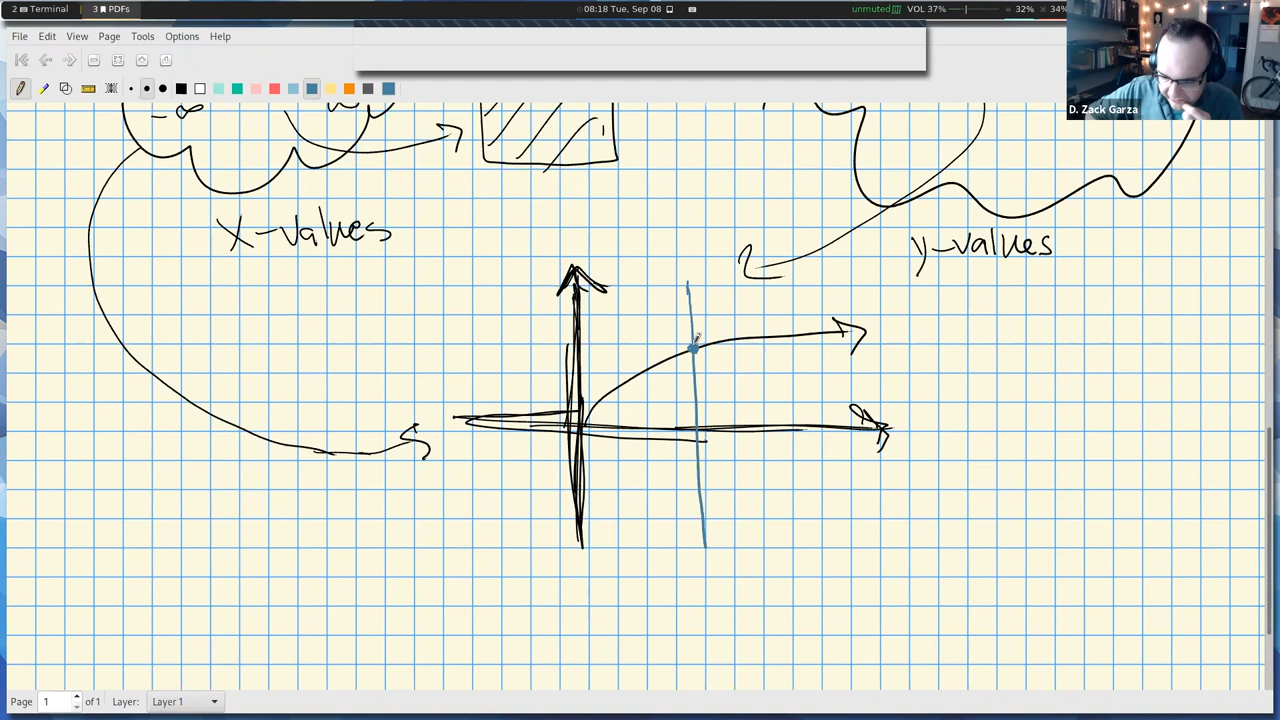 2 Terminal 3 PDFs 08:18 Tue, Sep 08 unmuted VOL 37% = 32% 34%
File Edit View Page Tools Options Help
D. Zack Garza
-∞
x-values
y-values
Page 1 of 1 Layer: Layer 1